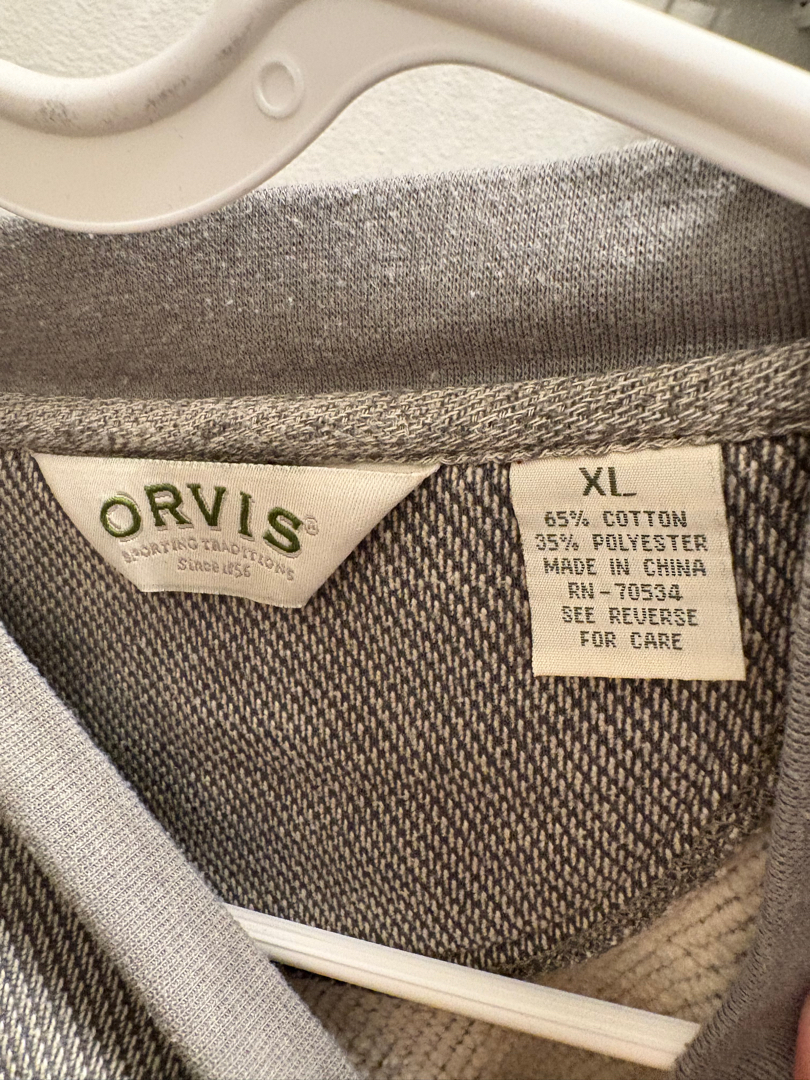 ORVIS®
SPORTING TRADITIONS
Since 1856
XL
65% COTTON
35% POLYESTER
MADE IN CHINA
RN-70534
SEE REVERSE
FOR CARE